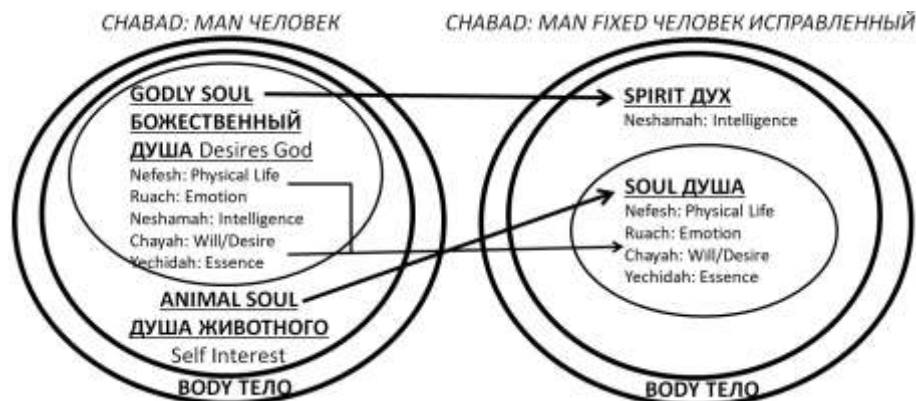 CHABAD: MAN ЧЕЛОВЕК
GODLY SOUL
БОЖЕСТВЕННЫЙ
ДУША Desires God
Nefesh: Physical Life
Ruach: Emotion
Neshamah: Intelligence
Chayah: Will/Desire
Yechidah: Essence
ANIMAL SOUL
ДУША ЖИВОТНОГО
Self Interest
BODY ТЕЛО
CHABAD: MAN FIXED ЧЕЛОВЕК ИСПРАВЛЕННЫЙ
SPIRIT ДУХ
Neshamah: Intelligence
SOUL ДУША
Nefesh: Physical Life
Ruach: Emotion
Chayah: Will/Desire
Yechidah: Essence
BODY ТЕЛО